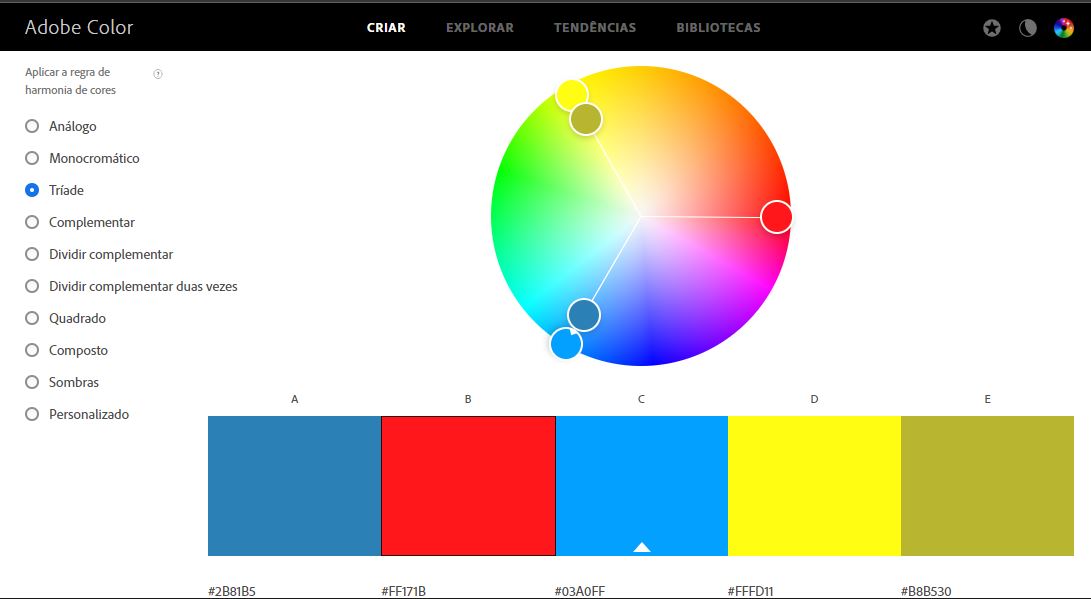 Adobe Color
CRIAR EXPLORAR TENDÊNCIAS BIBLIOTECAS
Aplicar a regra de
harmonia de cores
?
Análogo
Monocromático
Tríade
Complementar
Dividir complementar
Dividir complementar duas vezes
Quadrado
Composto
Sombras
Personalizado
A B C D E
#2B81B5 #FF171B #03A0FF #FFFD11 #B8B530